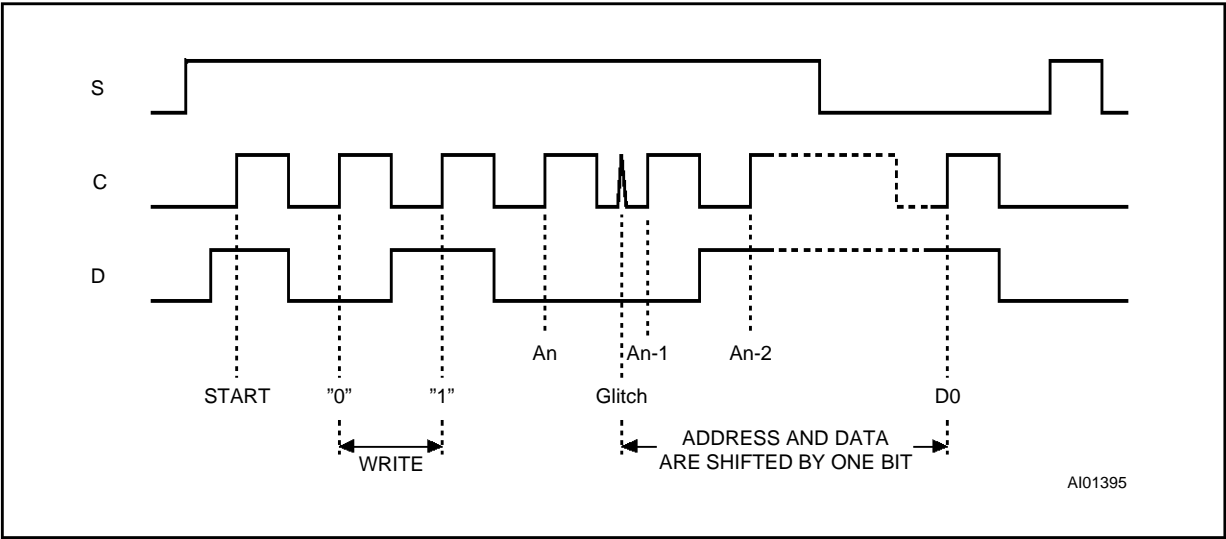 S
C
D
An
An-1
An-2
START
”0”
”1”
Glitch
D0
WRITE
ADDRESS AND DATA
ARE SHIFTED BY ONE BIT
AI01395